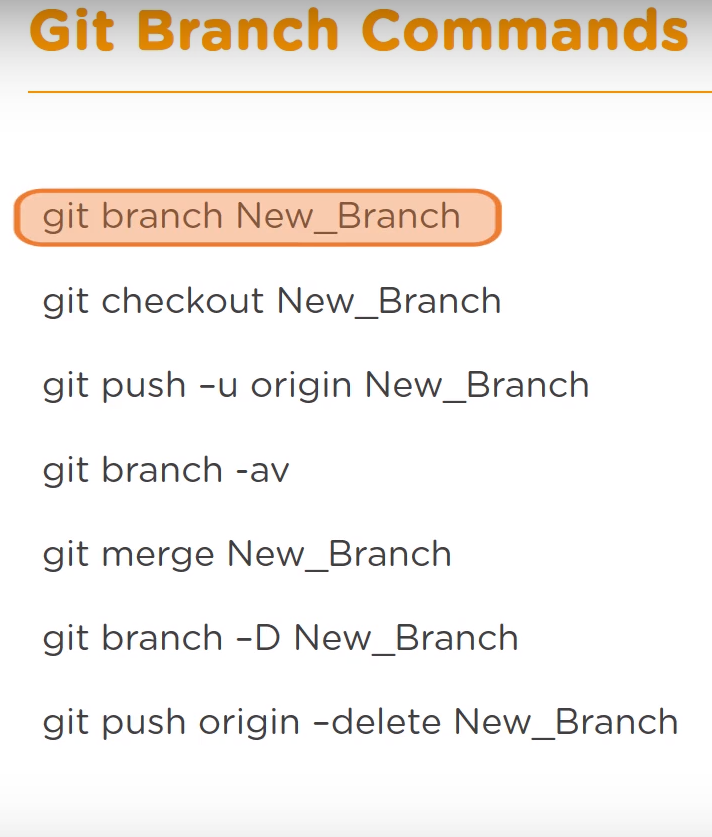 Git Branch Commands
git branch New_Branch
git checkout New_Branch
git push –u origin New_Branch
git branch -av
git merge New_Branch
git branch –D New_Branch
git push origin –delete New_Branch